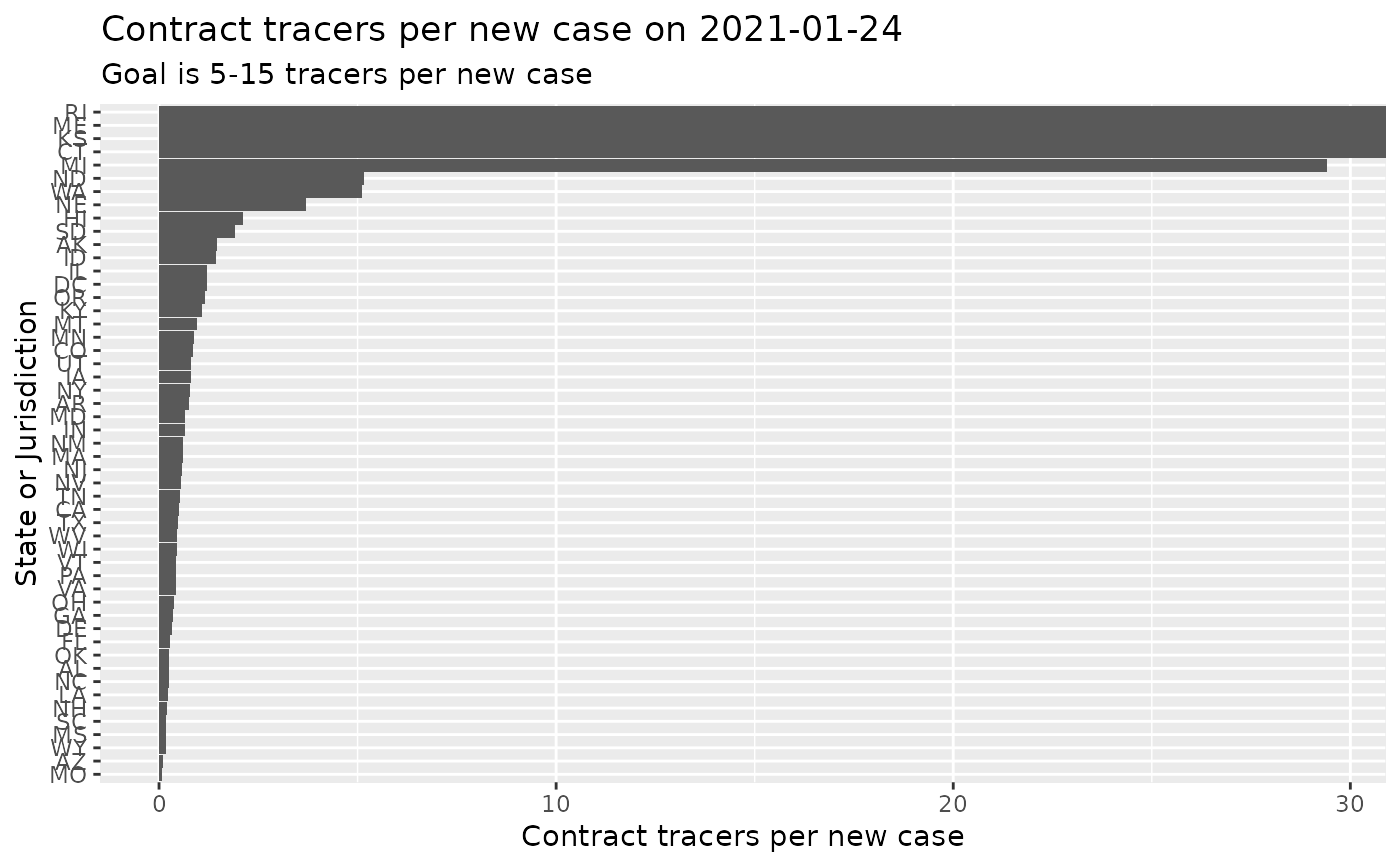 Contract tracers per new case on 2021-01-24
Goal is 5-15 tracers per new case
State or Jurisdiction
RI
ME
KS
CT
MI
ND
WA
NE
HI
SD
AK
ID
IL
DC
OR
KY
MT
MN
CO
UT
IA
NY
AR
MD
IN
NM
MA
NJ
NV
TN
CA
TX
WV
WI
VT
PA
VA
OH
GA
DE
FL
OK
AL
NC
LA
NH
SC
MS
WY
AZ
MO
0 10 20 30
Contract tracers per new case